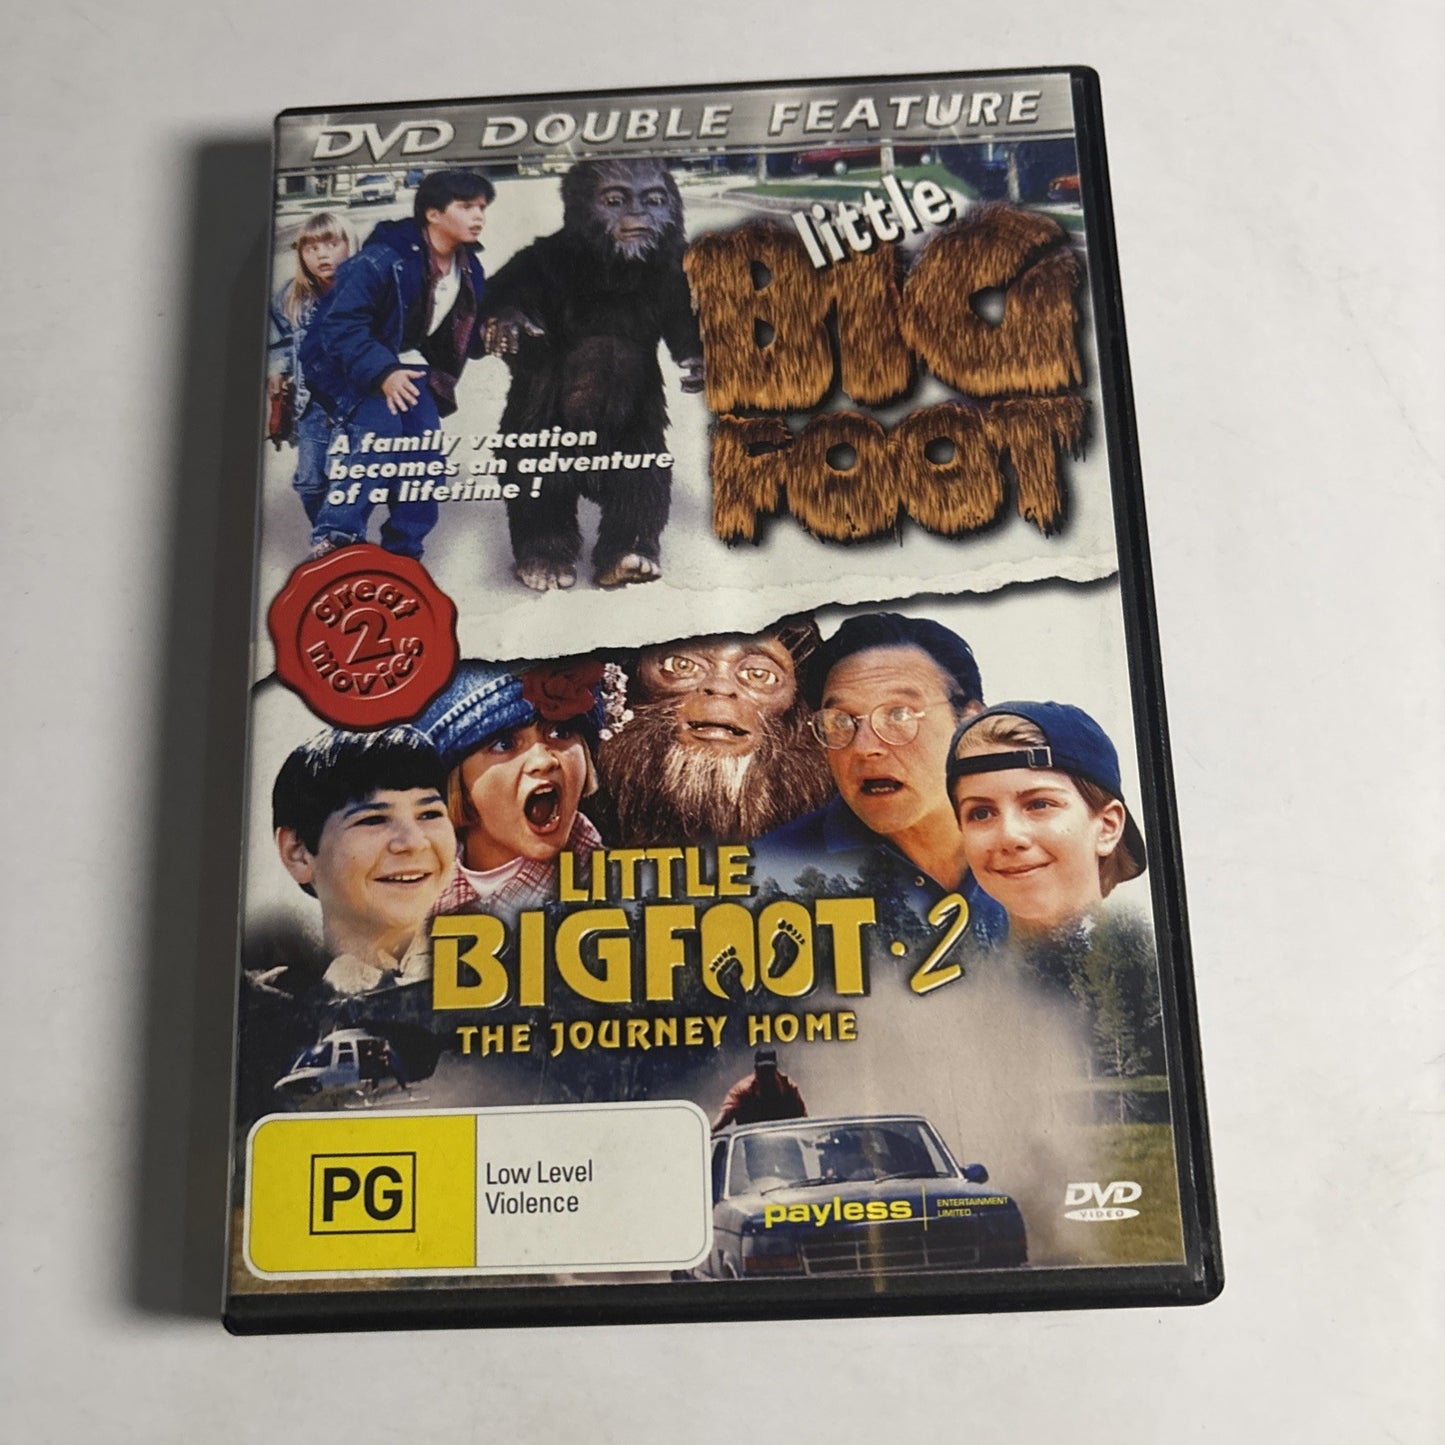 DVD DOUBLE FEATURE
little
BIG
FOOT
A family vacation
becomes an adventure
of a lifetime !
great
2
movies
LITTLE
BIGFOOT·2
THE JOURNEY HOME
PG
Low Level
Violence
payless
ENTERTAINMENT
LIMITED
DVD
VIDEO